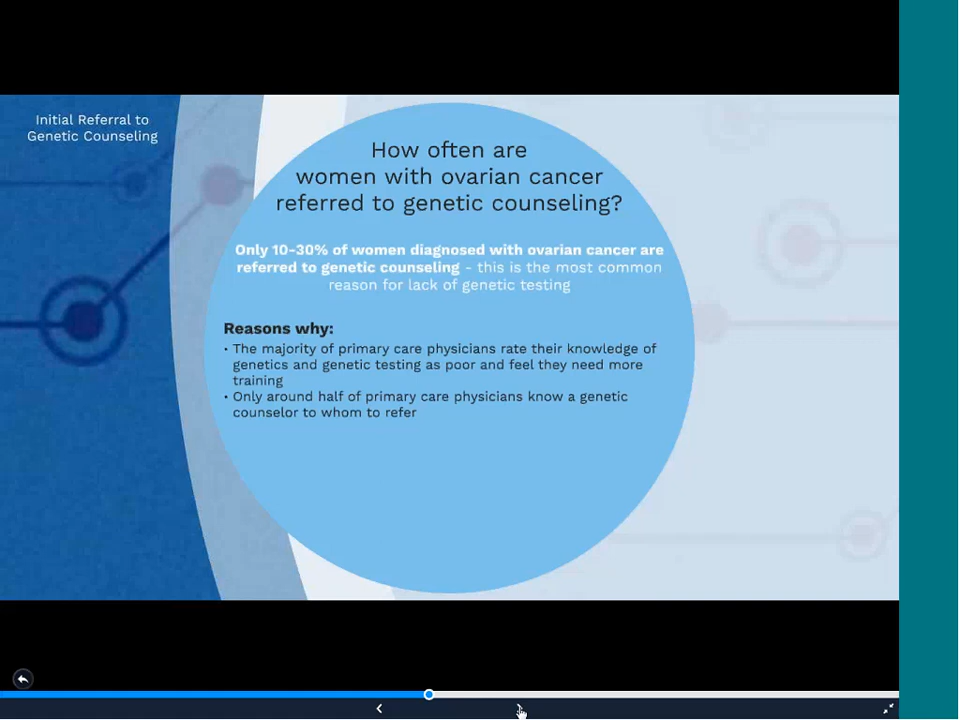 Initial Referral to
Genetic Counseling
How often are
women with ovarian cancer
referred to genetic counseling?
Only 10-30% of women diagnosed with ovarian cancer are
referred to genetic counseling - this is the most common
reason for lack of genetic testing
Reasons why:
• The majority of primary care physicians rate their knowledge of
genetics and genetic testing as poor and feel they need more
training
• Only around half of primary care physicians know a genetic
counselor to whom to refer